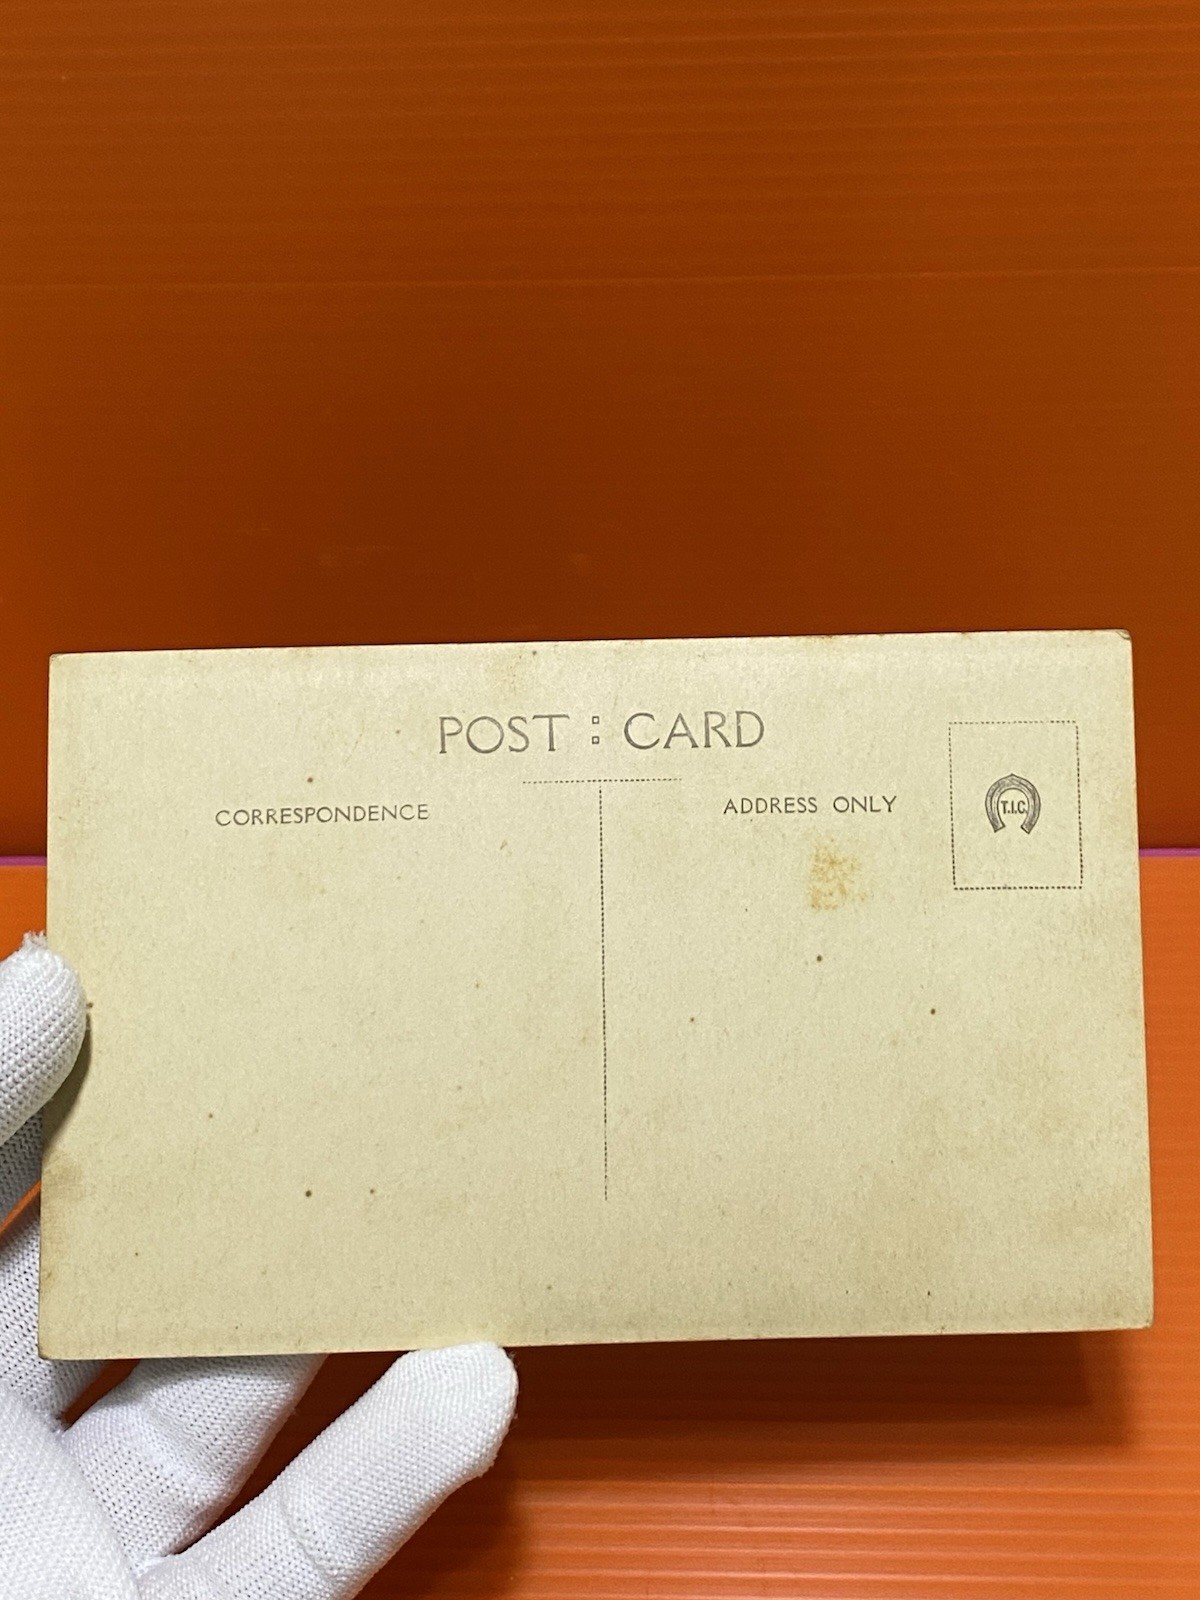 POST : CARD
CORRESPONDENCE
ADDRESS ONLY
T.I.C.